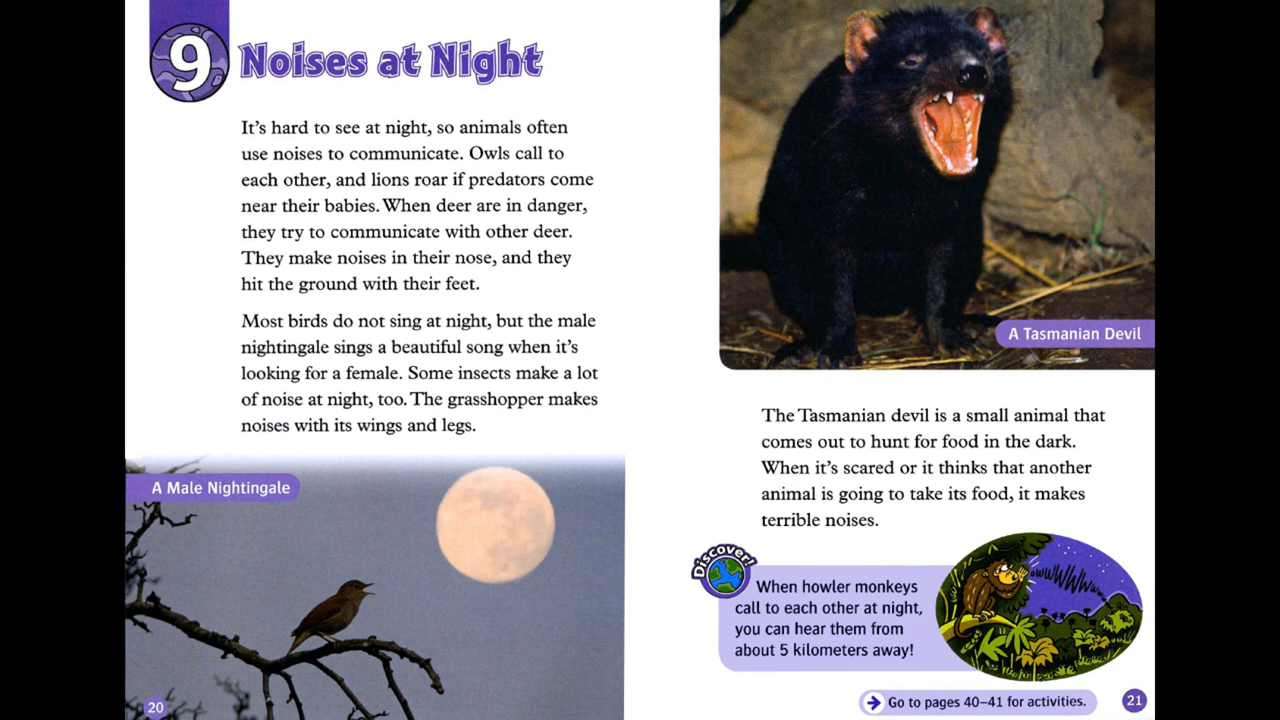 9
Noises at Night
It's hard to see at night, so animals often
use noises to communicate. Owls call to
each other, and lions roar if predators come
near their babies. When deer are in danger,
they try to communicate with other deer.
They make noises in their nose, and they
hit the ground with their feet.
Most birds do not sing at night, but the male
nightingale sings a beautiful song when it's
looking for a female. Some insects make a lot
of noise at night, too. The grasshopper makes
noises with its wings and legs.
A Male Nightingale
20
A Tasmanian Devil
The Tasmanian devil is a small animal that
comes out to hunt for food in the dark.
When it's scared or it thinks that another
animal is going to take its food, it makes
terrible noises.
Discover!
When howler monkeys
call to each other at night,
you can hear them from
about 5 kilometers away!
Go to pages 40–41 for activities.
21